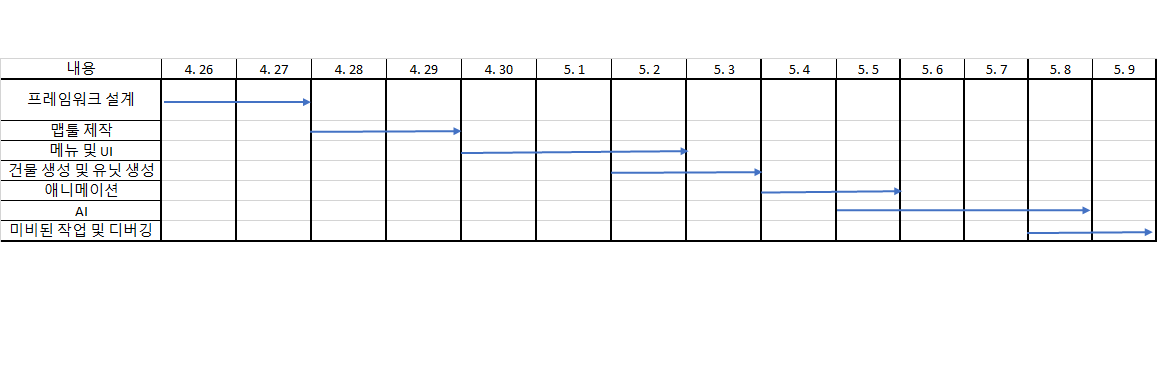 내용 4. 26 4. 27 4. 28 4. 29 4. 30 5. 1 5. 2 5. 3 5. 4 5. 5 5. 6 5. 7 5. 8 5. 9
프레임워크 설계
맵툴 제작
메뉴 및 UI
건물 생성 및 유닛 생성
애니메이션
AI
미비된 작업 및 디버깅